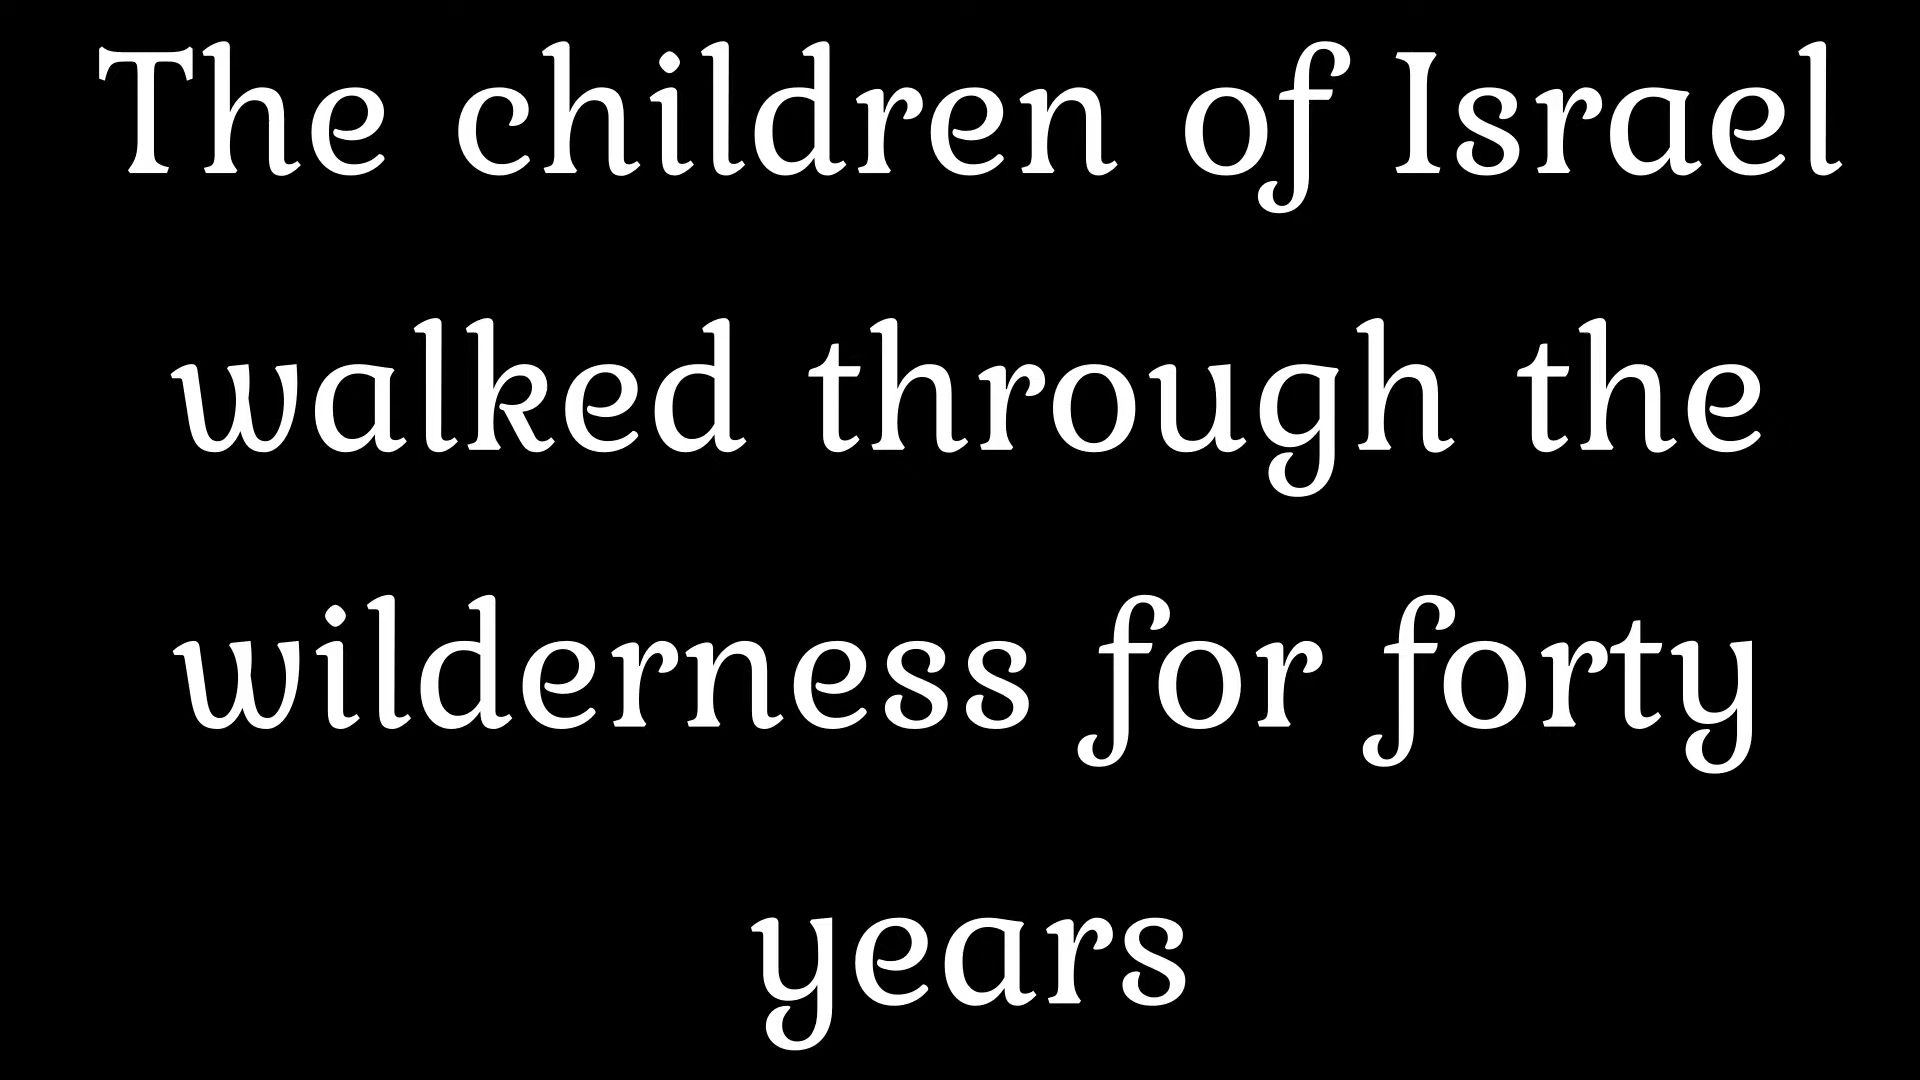 The children of Israel
walked through the
wilderness for forty
years